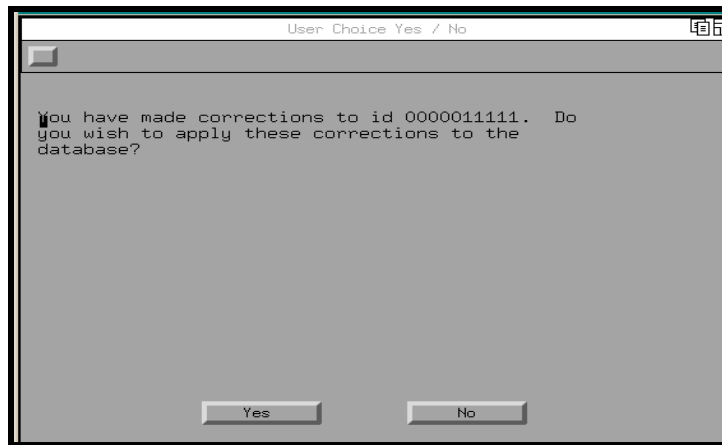 User Choice Yes / No
You have made corrections to id 0000011111.  Do
you wish to apply these corrections to the
database?
Yes
No